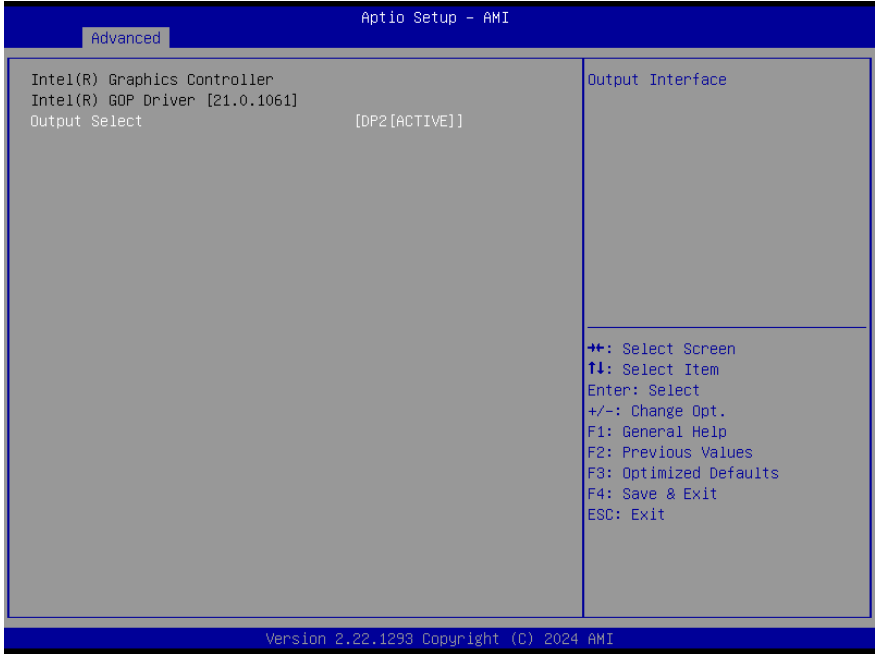 Aptio Setup – AMI
Advanced
Intel(R) Graphics Controller
Intel(R) GOP Driver [21.0.1061]
Output Select [DP2[ACTIVE]]
Output Interface
→←: Select Screen
↑↓: Select Item
Enter: Select
+/-: Change Opt.
F1: General Help
F2: Previous Values
F3: Optimized Defaults
F4: Save & Exit
ESC: Exit
Version 2.22.1293 Copyright (C) 2024 AMI